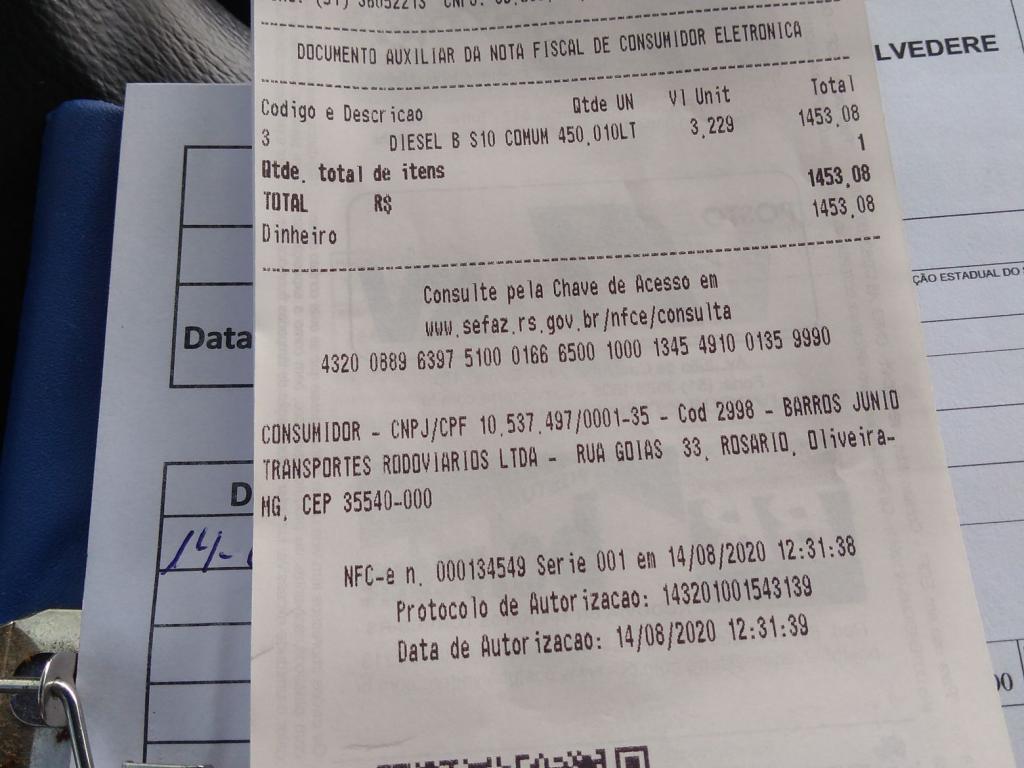 DOCUMENTO AUXILIAR DA NOTA FISCAL DE CONSUMIDOR ELETRONICA
Codigo e Descricao Qtde UN Vl Unit Total
3 DIESEL B S10 COMUM 450,010LT 3,229 1453,08
Qtde. total de itens 1
TOTAL R$ 1453,08
Dinheiro 1453,08
Consulte pela Chave de Acesso em
www.sefaz.rs.gov.br/nfce/consulta
4320 0889 6397 5100 0166 6500 1000 1345 4910 0135 9990
CONSUMIDOR - CNPJ/CPF 10.537.497/0001-35 - Cod 2998 - BARROS JUNIO
TRANSPORTES RODOVIARIOS LTDA - RUA GOIAS 33, ROSARIO, Oliveira-
MG, CEP 35540-000
NFC-e n. 000134549 Serie 001 em 14/08/2020 12:31:38
Protocolo de Autorizacao: 143201001543139
Data de Autorizacao: 14/08/2020 12:31:39
LVEDERE
ÇÃO ESTADUAL DO
Data
D
14-